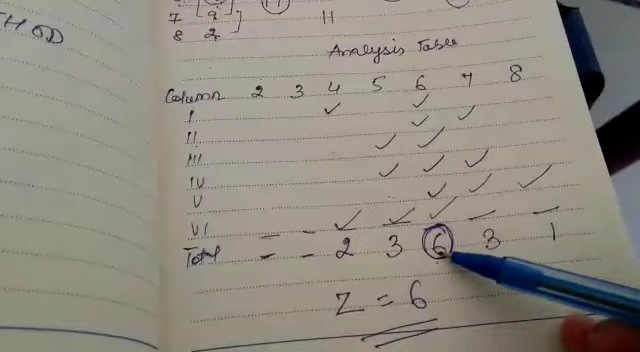 THOD
7 [9
8 2]
11
Analysis Table
Column 2 3 4 5 6 7 8
I ✓ ✓
II ✓ ✓
III ✓ ✓
IV ✓ ✓ ✓
V ✓ ✓ ✓
VI ✓ ✓ ✓
Total - - 2 3 6 3 1
Z = 6